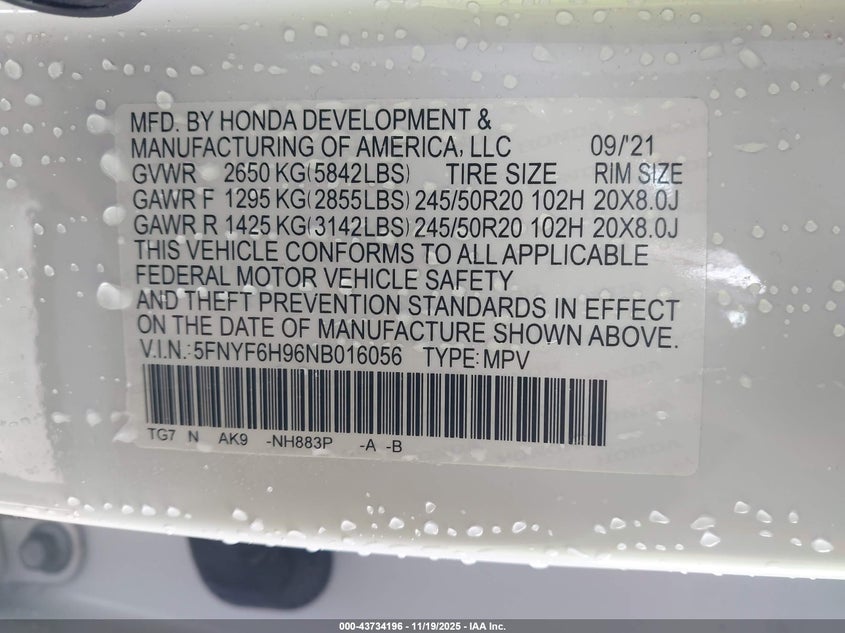 MFD. BY HONDA DEVELOPMENT &
MANUFACTURING OF AMERICA, LLC 09/'21
GVWR 2650 KG(5842LBS) TIRE SIZE RIM SIZE
GAWR F 1295 KG(2855LBS) 245/50R20 102H 20X8.0J
GAWR R 1425 KG(3142LBS) 245/50R20 102H 20X8.0J
THIS VEHICLE CONFORMS TO ALL APPLICABLE
FEDERAL MOTOR VEHICLE SAFETY
AND THEFT PREVENTION STANDARDS IN EFFECT
ON THE DATE OF MANUFACTURE SHOWN ABOVE.
V.I.N.: 5FNYF6H96NB016056 TYPE: MPV
TG7 N AK9 -NH883P -A -B
000-43734196 - 11/19/2025 - IAA Inc.